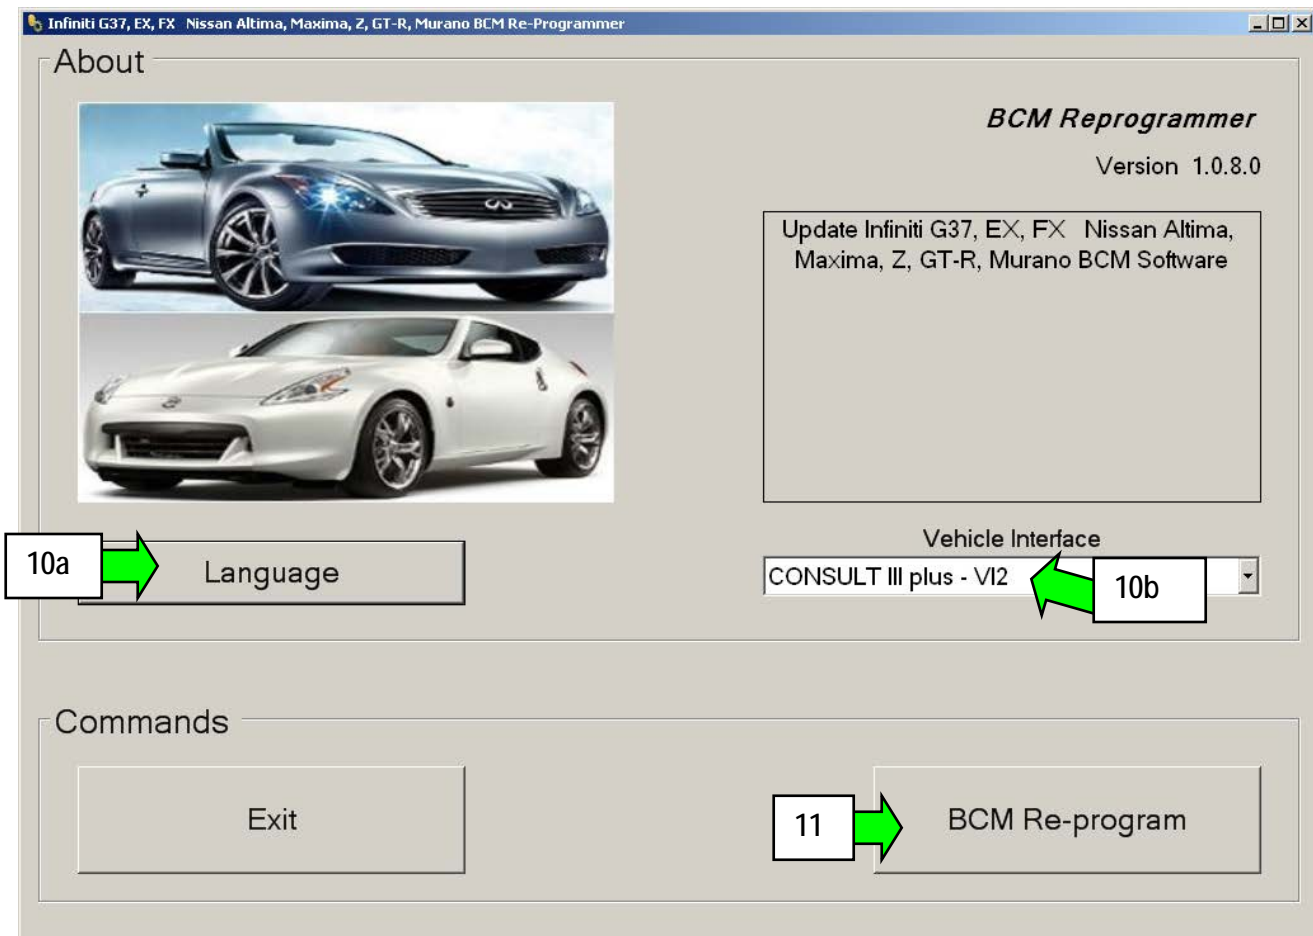 Infiniti G37, EX, FX   Nissan Altima, Maxima, Z, GT-R, Murano BCM Re-Programmer
About
BCM Reprogrammer
Version 1.0.8.0
Update Infiniti G37, EX, FX   Nissan Altima,
Maxima, Z, GT-R, Murano BCM Software
Vehicle Interface
10a
Language
CONSULT III plus - VI2
10b
Commands
Exit
11
BCM Re-program